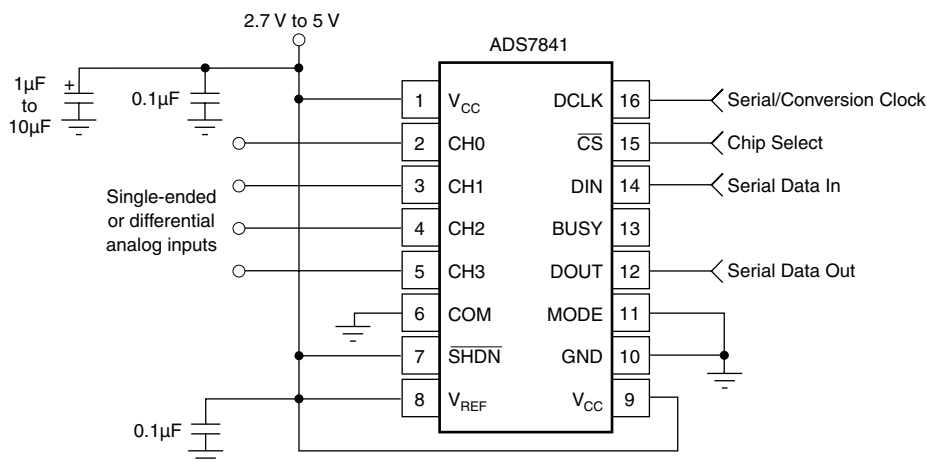 2.7 V to 5 V
ADS7841
1µF
to
10µF
+
0.1µF
1 VCC DCLK 16 Serial/Conversion Clock
2 CH0 CS 15 Chip Select
3 CH1 DIN 14 Serial Data In
4 CH2 BUSY 13
5 CH3 DOUT 12 Serial Data Out
6 COM MODE 11
7 SHDN GND 10
8 VREF VCC 9
Single-ended
or differential
analog inputs
0.1µF